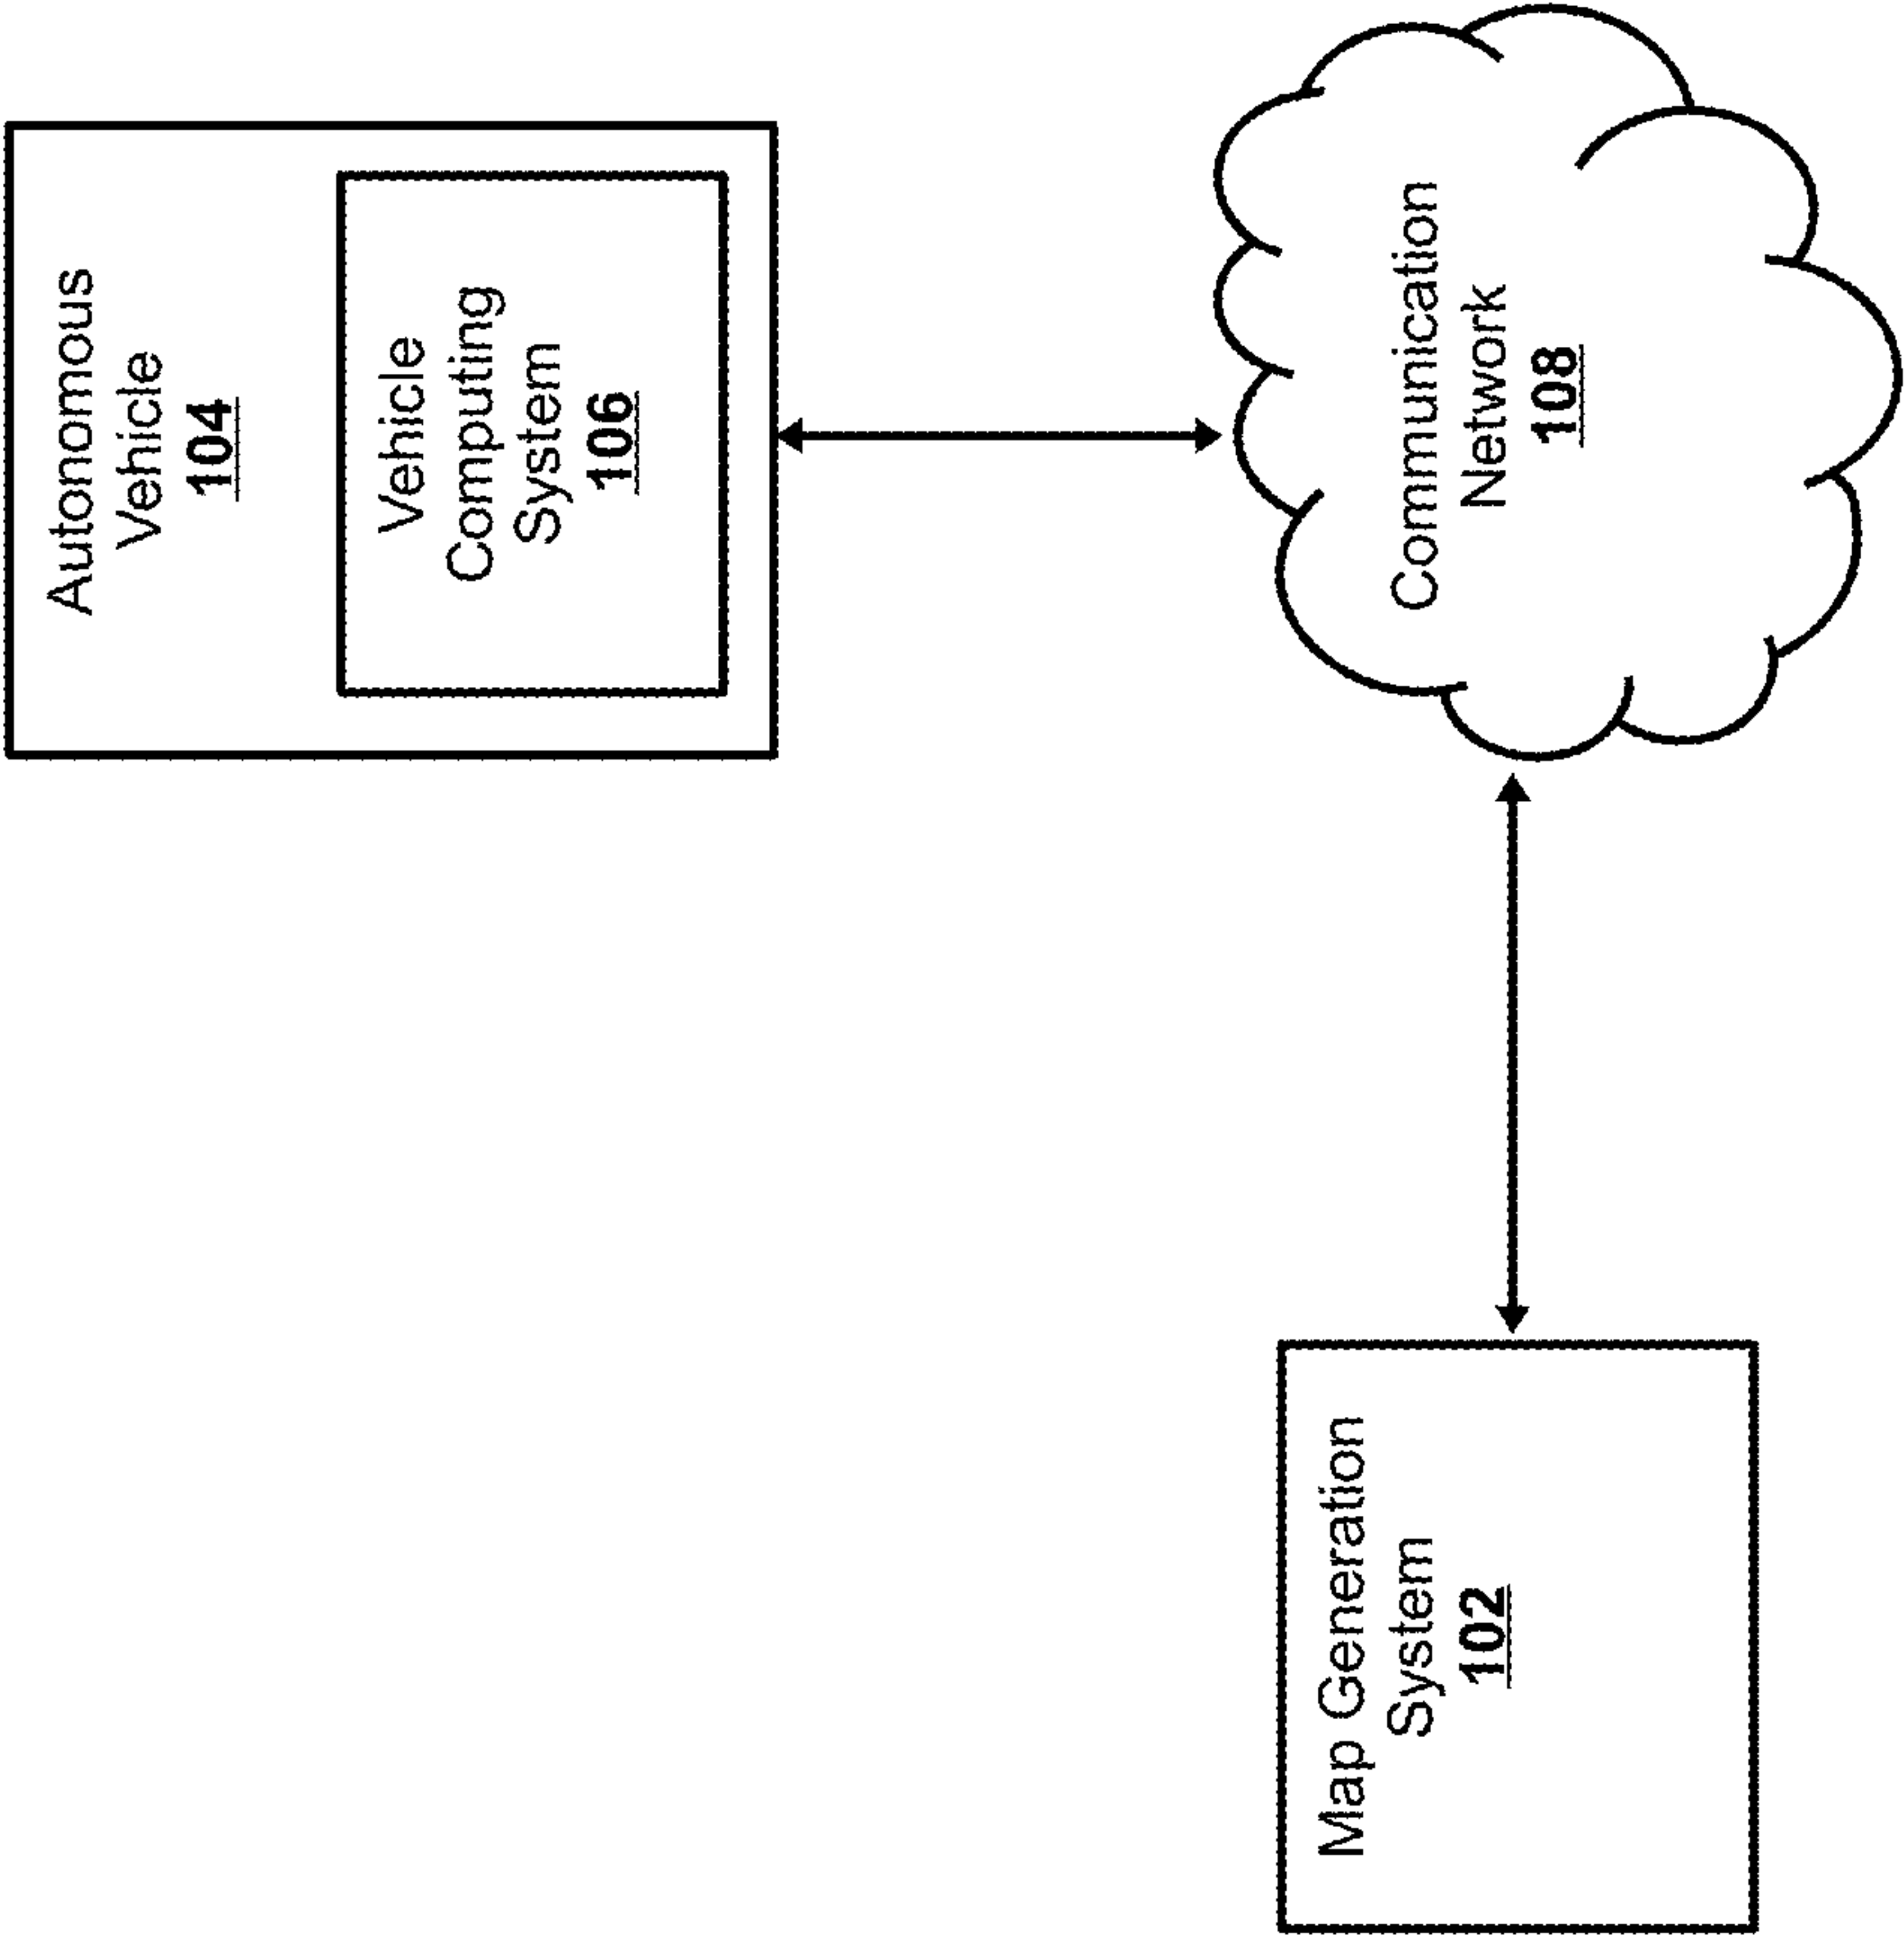 Autonomous
Vehicle
104
Vehicle
Computing
System
106
Map Generation
System
102
Communication
Network
108